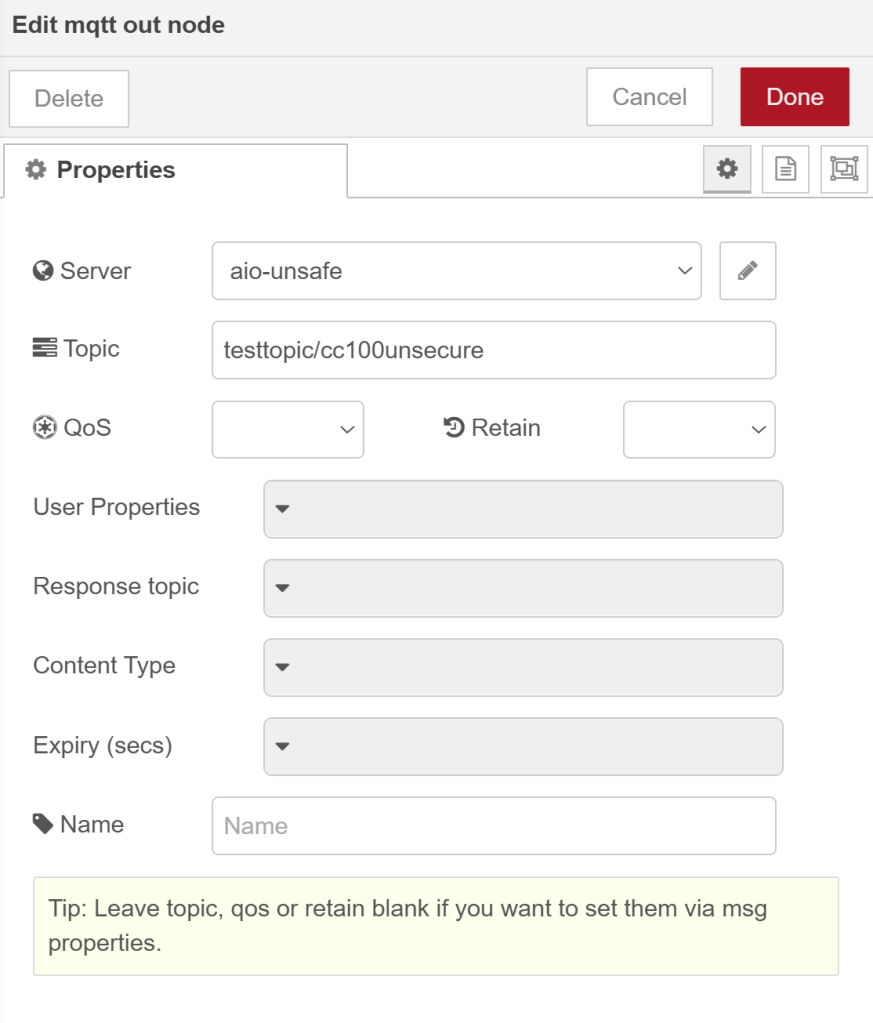 Edit mqtt out node
Delete
Cancel
Done
Properties
Server
aio-unsafe
Topic
testtopic/cc100unsecure
QoS
Retain
User Properties
Response topic
Content Type
Expiry (secs)
Name
Name
Tip: Leave topic, qos or retain blank if you want to set them via msg
properties.